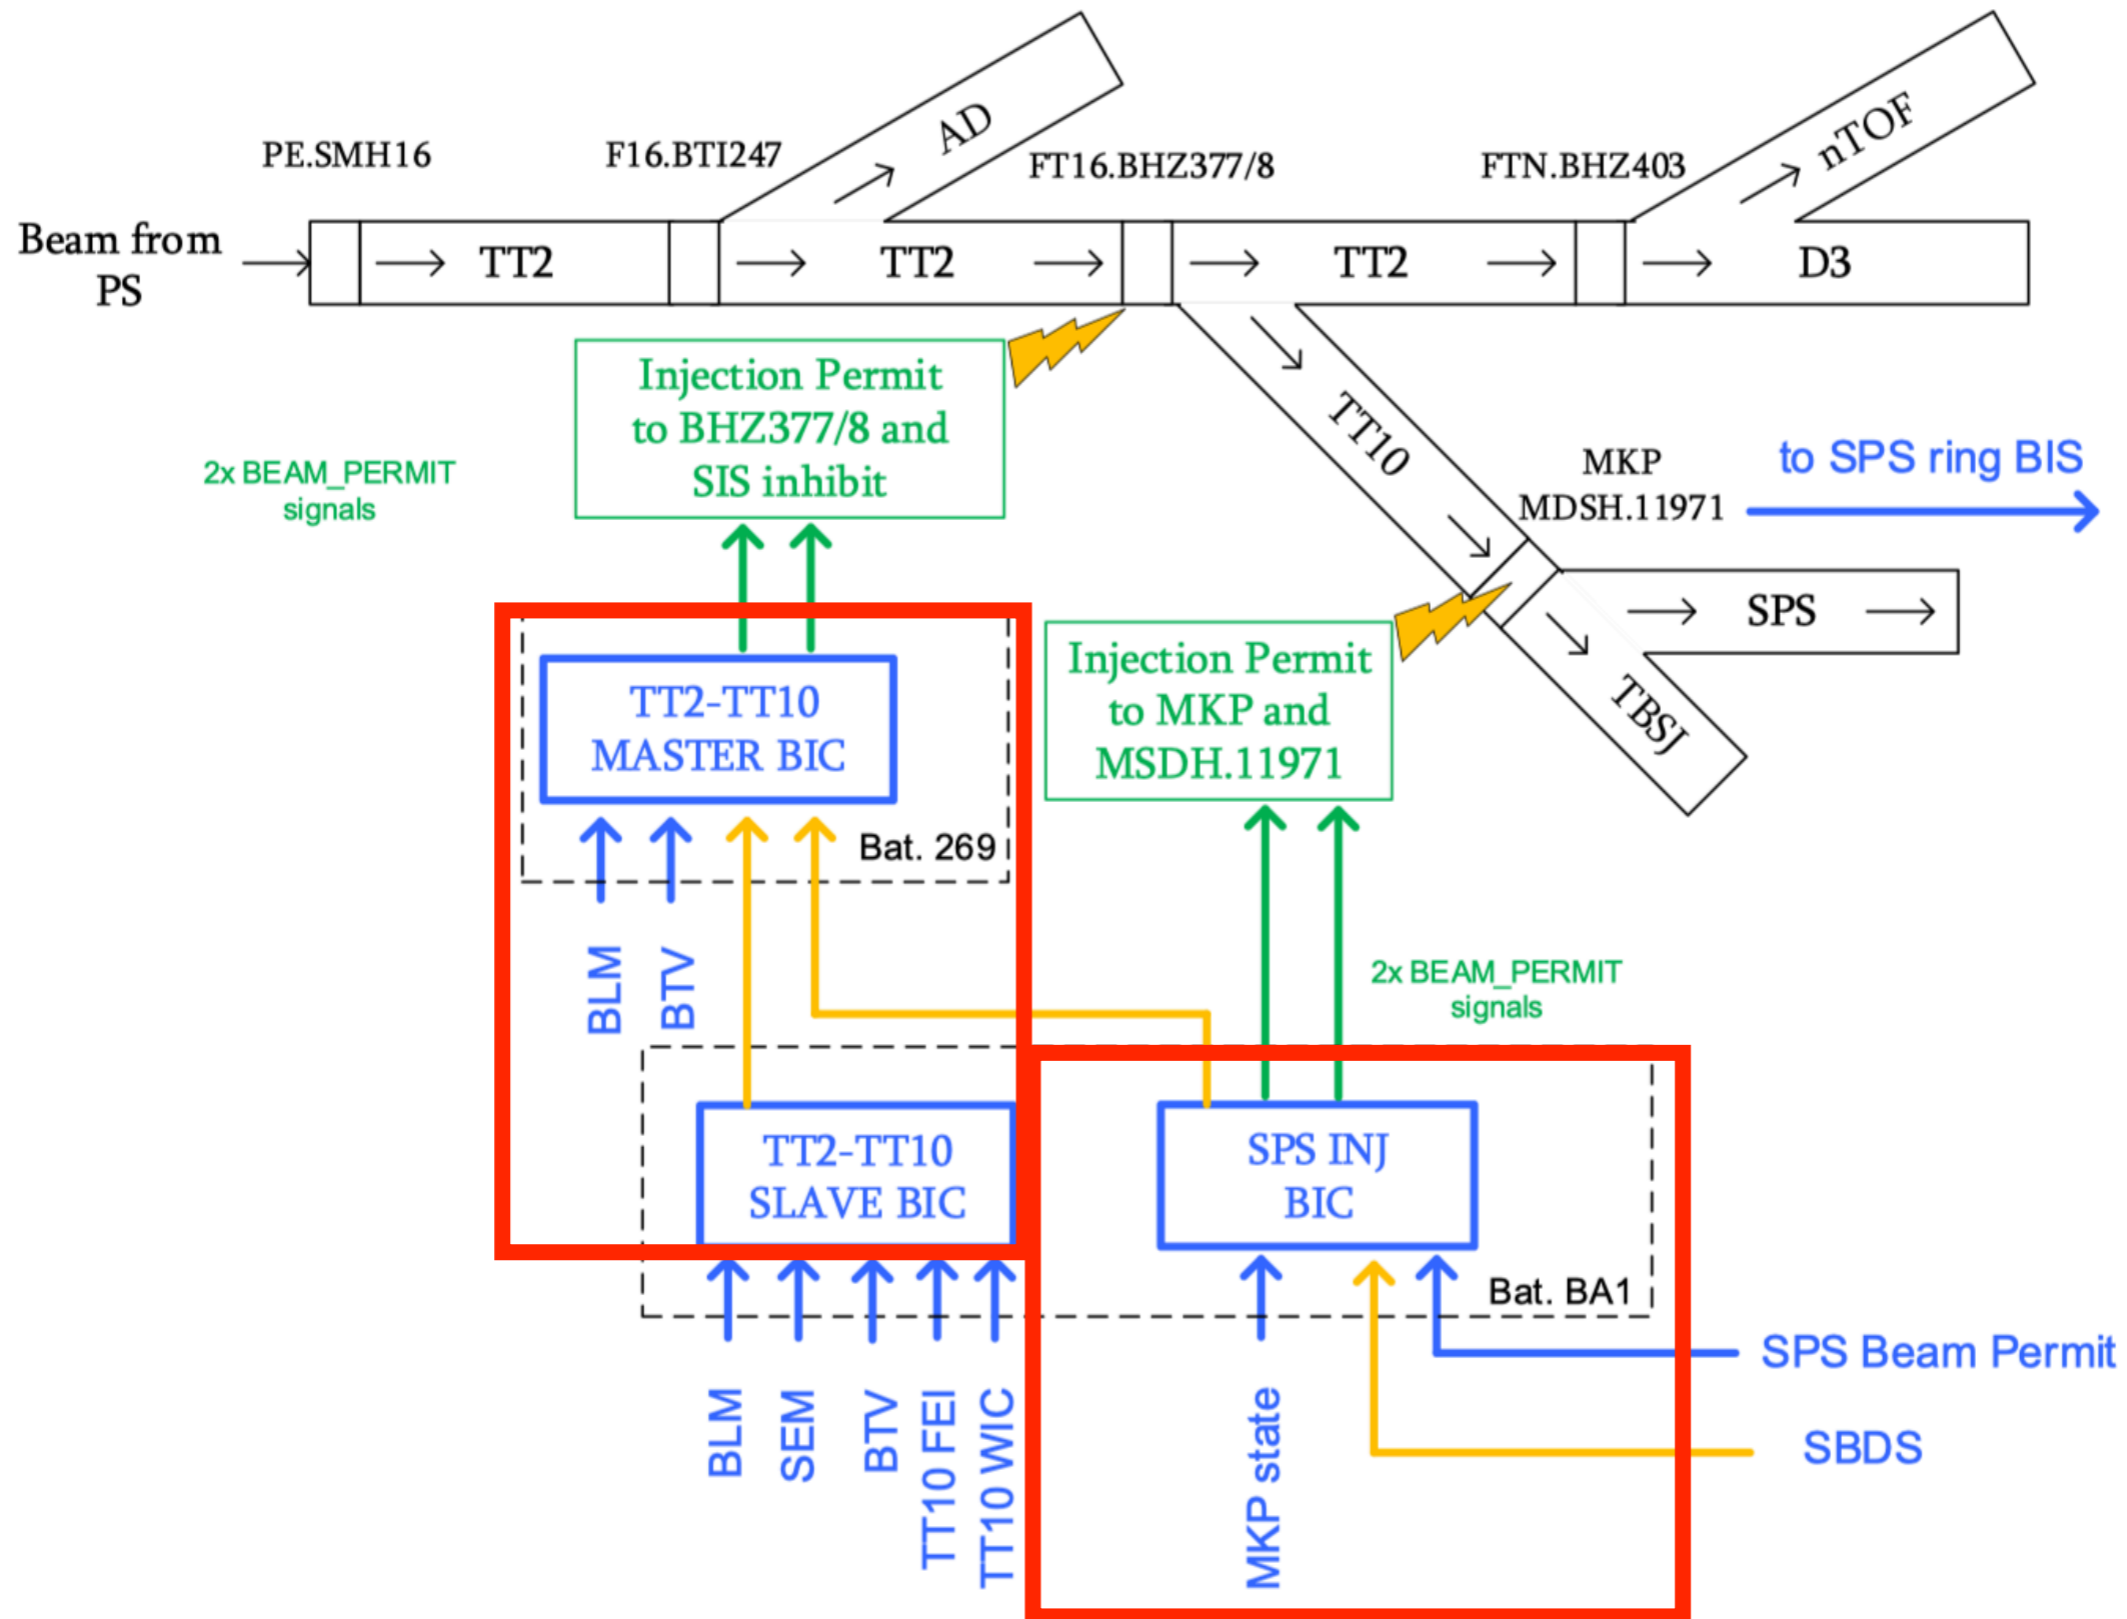 AD
nTOF
PE.SMH16
F16.BTI247
FT16.BHZ377/8
FTN.BHZ403
Beam from
PS
TT2
TT2
TT2
D3
Injection Permit
to BHZ377/8 and
SIS inhibit
2x BEAM_PERMIT
signals
TT10
MKP
MDSH.11971
to SPS ring BIS
SPS
TBSJ
Injection Permit
to MKP and
MSDH.11971
TT2-TT10
MASTER BIC
Bat. 269
BLM
BTV
2x BEAM_PERMIT
signals
TT2-TT10
SLAVE BIC
SPS INJ
BIC
Bat. BA1
SPS Beam Permit
SBDS
BLM
SEM
BTV
TT10 FEI
TT10 WIC
MKP state